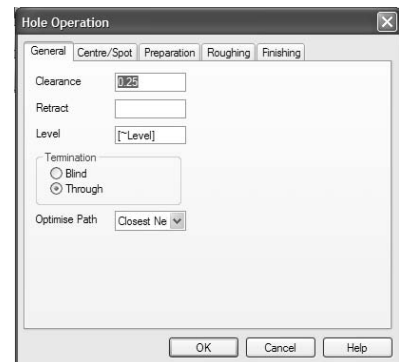 Hole Operation
General Centre/Spot Preparation Roughing Finishing
Clearance 0.25
Retract
Level [~Level]
Termination
Blind
Through
Optimise Path Closest Ne
OK Cancel Help